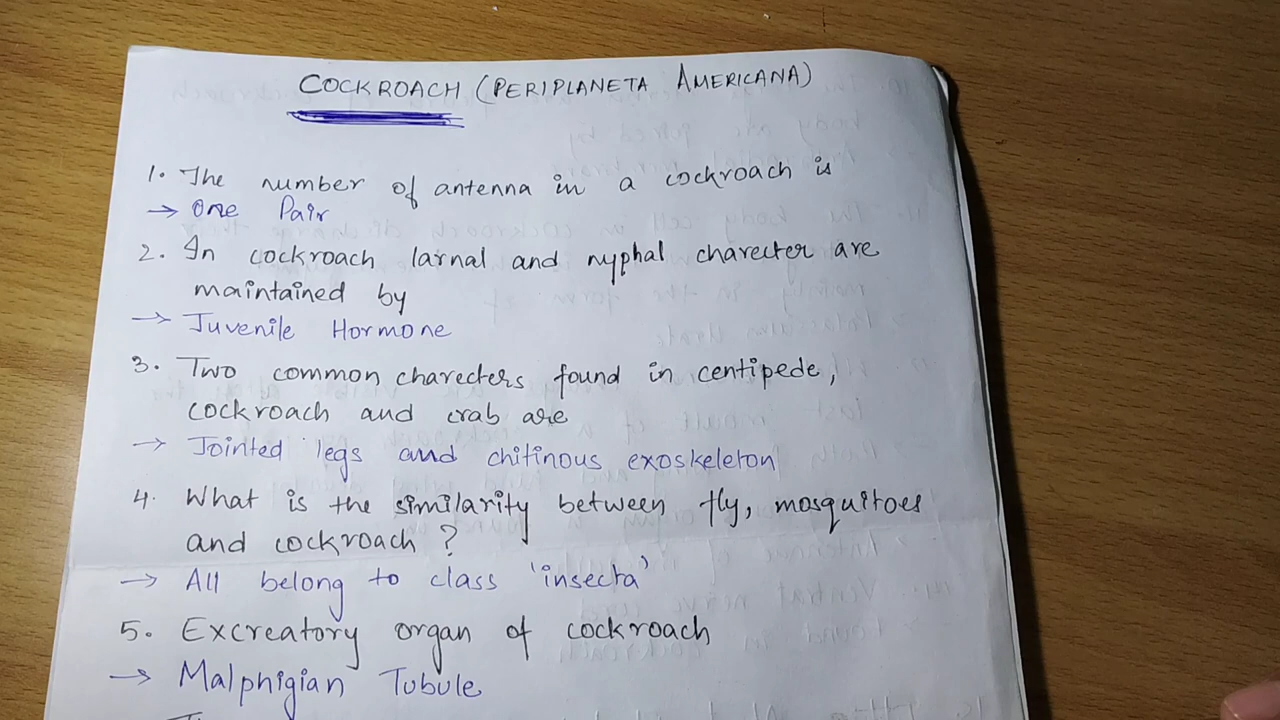 COCKROACH (PERIPLANETA AMERICANA)
1. The number of antenna in a cockroach is
→ One Pair
2. In cockroach larnal and nyphal charecter are
maintained by
→ Juvenile Hormone
3. Two common charecters found in centipede,
cockroach and crab are
→ Jointed legs and chitinous exoskeleton
4. What is the similarity between fly, mosquitoes
and cockroach ?
→ All belong to class 'insecta'
5. Excreatory organ of cockroach
→ Malphigian Tubule